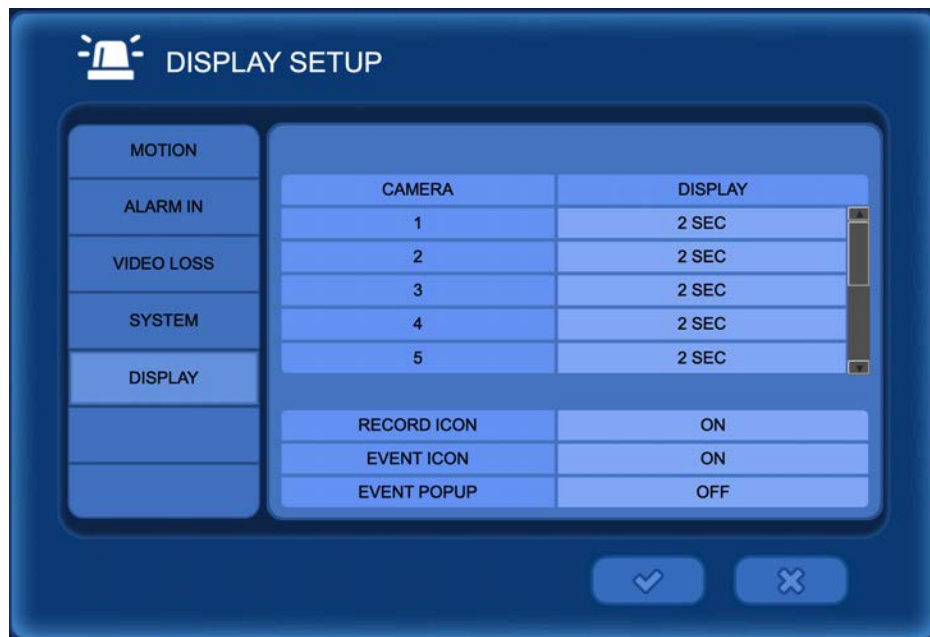 DISPLAY SETUP
MOTION
ALARM IN
VIDEO LOSS
SYSTEM
DISPLAY
CAMERA DISPLAY
1 2 SEC
2 2 SEC
3 2 SEC
4 2 SEC
5 2 SEC
RECORD ICON ON
EVENT ICON ON
EVENT POPUP OFF